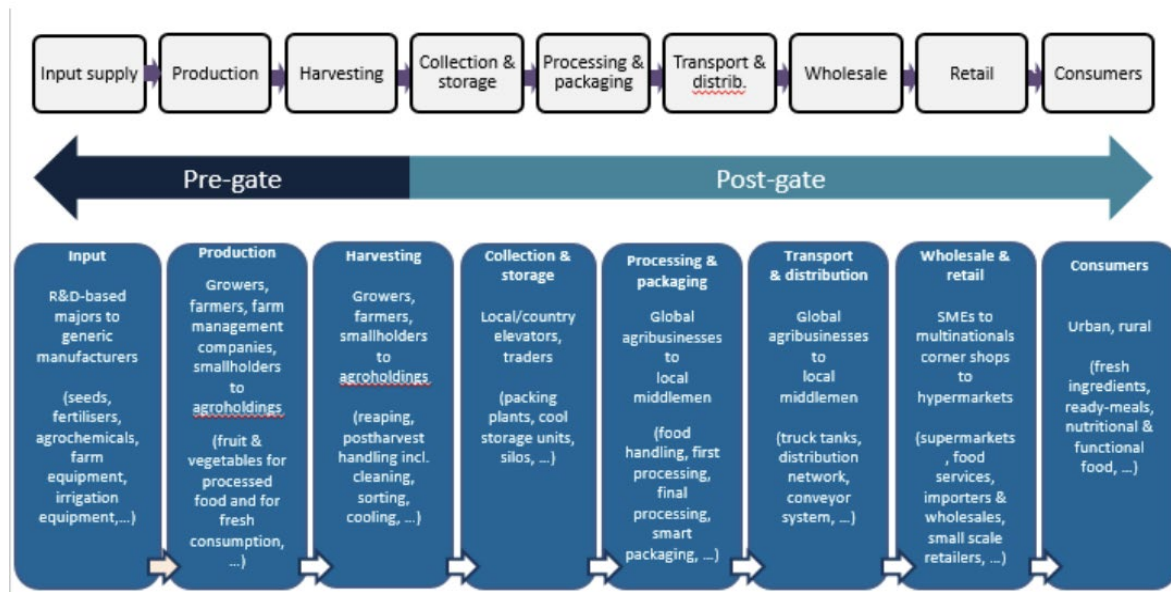 Input supply
Production
Harvesting
Collection &
storage
Processing &
packaging
Transport &
distrib.
Wholesale
Retail
Consumers
Pre-gate
Post-gate
Input
R&D-based
majors to
generic
manufacturers
(seeds,
fertilisers,
agrochemicals,
farm
equipment,
irrigation
equipment,...)
Production
Growers,
farmers, farm
management
companies,
smallholders
to
agroholdings
(fruit &
vegetables for
processed
food and for
fresh
consumption,
...)
Harvesting
Growers,
farmers,
smallholders
to
agroholdings
(reaping,
postharvest
handling incl.
cleaning,
sorting,
cooling, ...)
Collection &
storage
Local/country
elevators,
traders
(packing
plants, cool
storage units,
silos, ...)
Processing &
packaging
Global
agribusinesses
to
local
middlemen
(food
handling, first
processing,
final
processing,
smart
packaging, ...)
Transport
& distribution
Global
agribusinesses
to
local
middlemen
(truck tanks,
distribution
network,
conveyor
system, ...)
Wholesale &
retail
SMEs to
multinationals
corner shops
to
hypermarkets
(supermarkets
, food
services,
importers &
wholesales,
small scale
retailers, ...)
Consumers
Urban, rural
(fresh
ingredients,
ready-meals,
nutritional &
functional
food, ...)